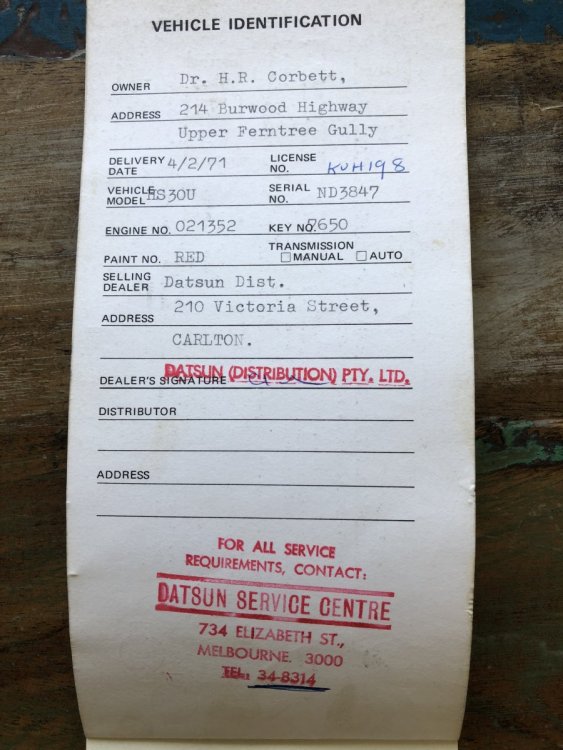 VEHICLE IDENTIFICATION
OWNER Dr. H.R. Corbett,
ADDRESS 214 Burwood Highway
Upper Ferntree Gully
DELIVERY DATE 4/2/71 LICENSE NO. KUH198
VEHICLE MODEL HS30U SERIAL NO. ND3847
ENGINE NO. 021352 KEY NO. 7650
PAINT NO. RED TRANSMISSION ☐MANUAL ☐AUTO
SELLING DEALER Datsun Dist.
ADDRESS 210 Victoria Street,
CARLTON.
DEALER'S SIGNATURE DATSUN (DISTRIBUTION) PTY. LTD.
DISTRIBUTOR
ADDRESS
FOR ALL SERVICE
REQUIREMENTS, CONTACT:
DATSUN SERVICE CENTRE
734 ELIZABETH ST.,
MELBOURNE. 3000
TEL.: 34-8314